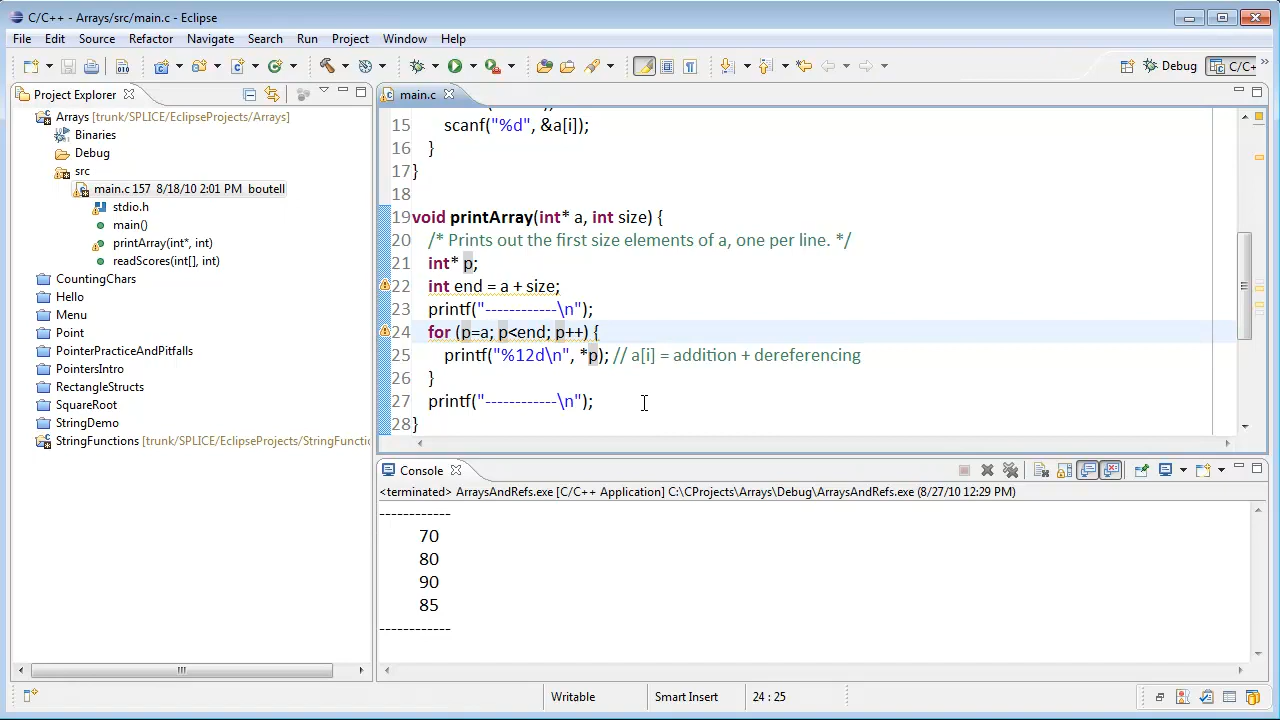 C/C++ - Arrays/src/main.c - Eclipse
File Edit Source Refactor Navigate Search Run Project Window Help
Debug C/C+
Project Explorer
Arrays [trunk/SPLICE/EclipseProjects/Arrays]
Binaries
Debug
src
main.c 157 8/18/10 2:01 PM boutell
stdio.h
main()
printArray(int*, int)
readScores(int[], int)
CountingChars
Hello
Menu
Point
PointerPracticeAndPitfalls
PointersIntro
RectangleStructs
SquareRoot
StringDemo
StringFunctions [trunk/SPLICE/EclipseProjects/StringFuncti
main.c
15 scanf("%d", &a[i]);
16 }
17 }
18
19 void printArray(int* a, int size) {
20 /* Prints out the first size elements of a, one per line. */
21 int* p;
22 int end = a + size;
23 printf("------------\n");
24 for (p=a; p<end; p++) {
25 printf("%12d\n", *p); // a[i] = addition + dereferencing
26 }
27 printf("------------\n");
28 }
Console
<terminated> ArraysAndRefs.exe [C/C++ Application] C:\CProjects\Arrays\Debug\ArraysAndRefs.exe (8/27/10 12:29 PM)
------------
70
80
90
85
------------
Writable Smart Insert 24 : 25